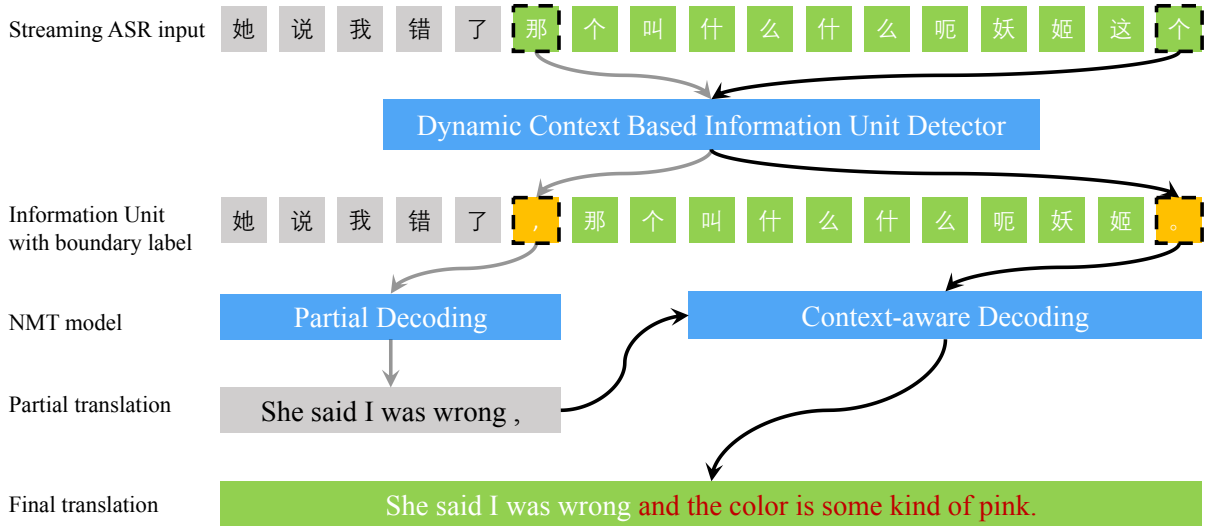 Streaming ASR input 她 说 我 错 了 那 个 叫 什 么 什 么 呃 妖 姬 这 个
Dynamic Context Based Information Unit Detector
Information Unit
with boundary label 她 说 我 错 了 , 那 个 叫 什 么 什 么 呃 妖 姬 。
NMT model Partial Decoding Context-aware Decoding
Partial translation She said I was wrong ,
Final translation She said I was wrong and the color is some kind of pink.